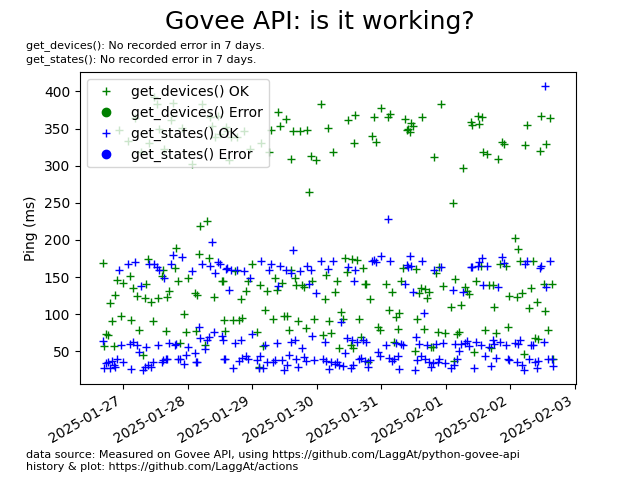 Govee API: is it working?
get_devices(): No recorded error in 7 days.
get_states(): No recorded error in 7 days.
get_devices() OK
get_devices() Error
get_states() OK
get_states() Error
Ping (ms)
400
350
300
250
200
150
100
50
2025-01-27
2025-01-28
2025-01-29
2025-01-30
2025-01-31
2025-02-01
2025-02-02
2025-02-03
data source: Measured on Govee API, using https://github.com/LaggAt/python-govee-api
history & plot: https://github.com/LaggAt/actions